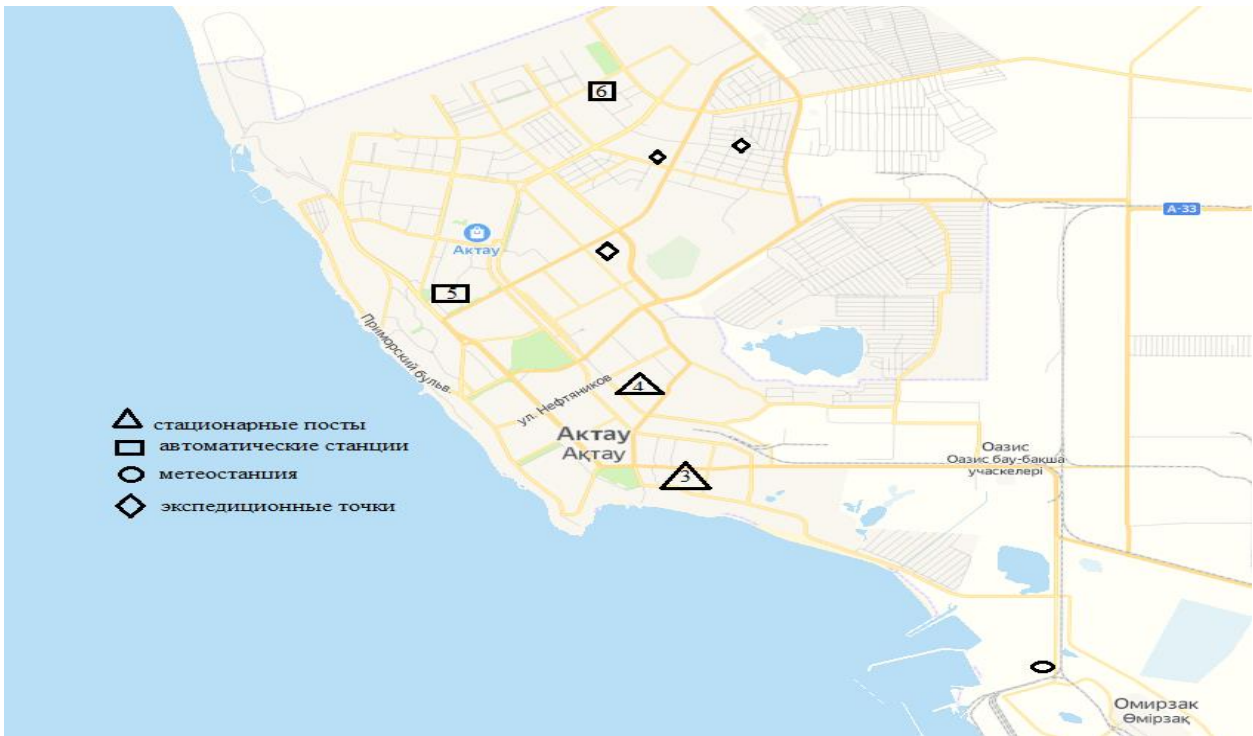 6
А-33
Актау
5
Приморский бульв.
4
ул. Нефтяников
стационарные посты
автоматические станции
метеостанция
экспедиционные точки
Актау
Ақтау
3
Оазис
Оазис бау-бақша
учаскелері
Омирзак
Өмірзақ